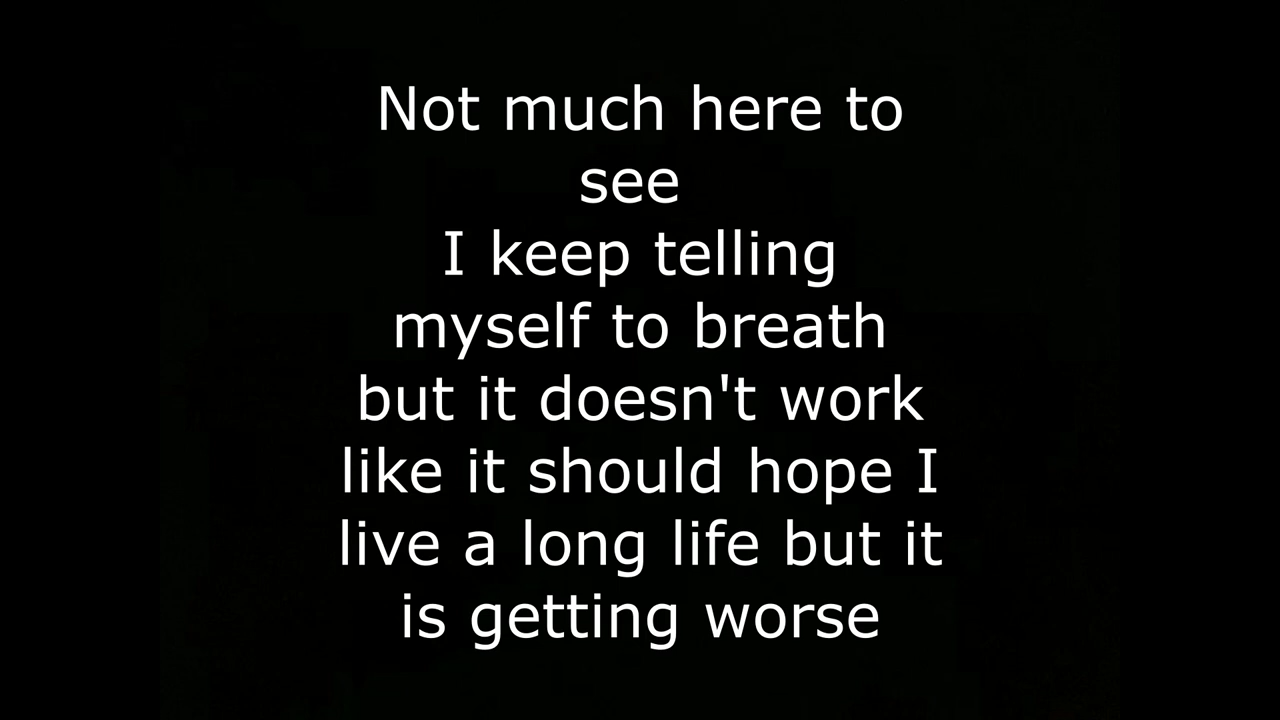 Not much here to
see
I keep telling
myself to breath
but it doesn't work
like it should hope I
live a long life but it
is getting worse